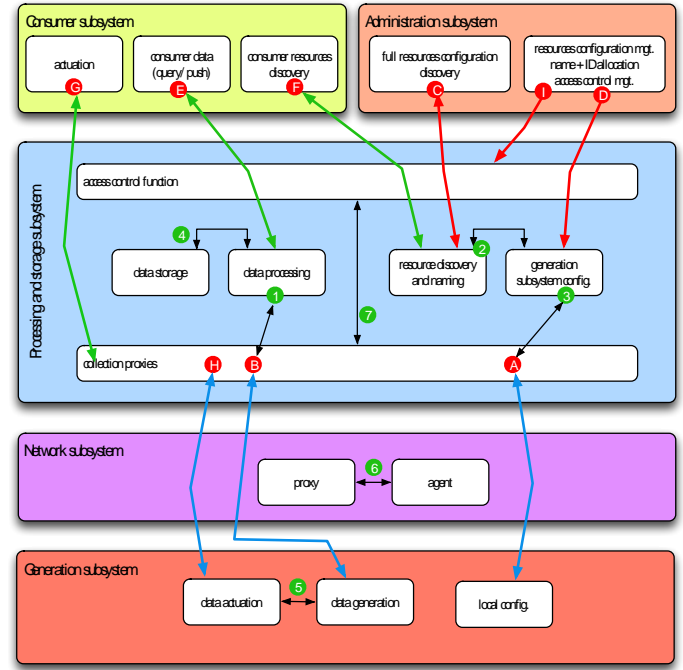 Consumer subsystem
Administration subsystem
actuation
consumer data
(query/ push)
consumer resources
discovery
full resources configuration
discovery
resources configuration mgt.
name + ID allocation
access control mgt.
G
E
F
C
I
D
Processing and storage subsystem
access control function
4
2
data storage
data processing
resource discovery
and naming
generation
subsystem config.
1
3
7
collection proxies
H
B
A
Network subsystem
6
proxy
agent
Generation subsystem
5
data actuation
data generation
local config.